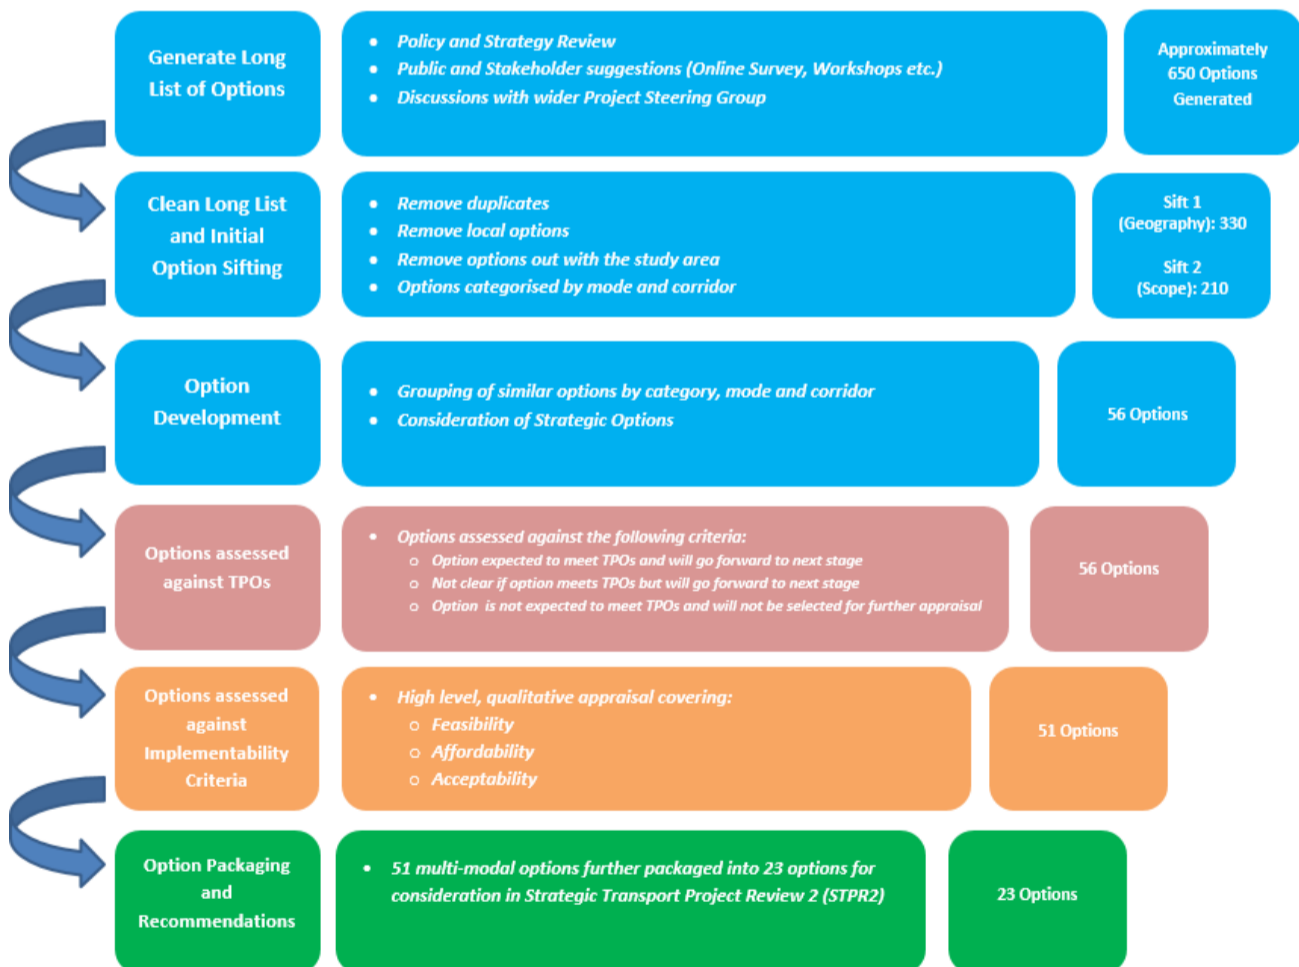 Generate Long
List of Options
• Policy and Strategy Review
• Public and Stakeholder suggestions (Online Survey, Workshops etc.)
• Discussions with wider Project Steering Group
Approximately
650 Options
Generated
Clean Long List
and Initial
Option Sifting
• Remove duplicates
• Remove local options
• Remove options out with the study area
• Options categorised by mode and corridor
Sift 1
(Geography): 330
Sift 2
(Scope): 210
Option
Development
• Grouping of similar options by category, mode and corridor
• Consideration of Strategic Options
56 Options
Options assessed
against TPOs
• Options assessed against the following criteria:
o Option expected to meet TPOs and will go forward to next stage
o Not clear if option meets TPOs but will go forward to next stage
o Option is not expected to meet TPOs and will not be selected for further appraisal
56 Options
Options assessed
against
Implementability
Criteria
• High level, qualitative appraisal covering:
o Feasibility
o Affordability
o Acceptability
51 Options
Option Packaging
and
Recommendations
• 51 multi-modal options further packaged into 23 options for
consideration in Strategic Transport Project Review 2 (STPR2)
23 Options